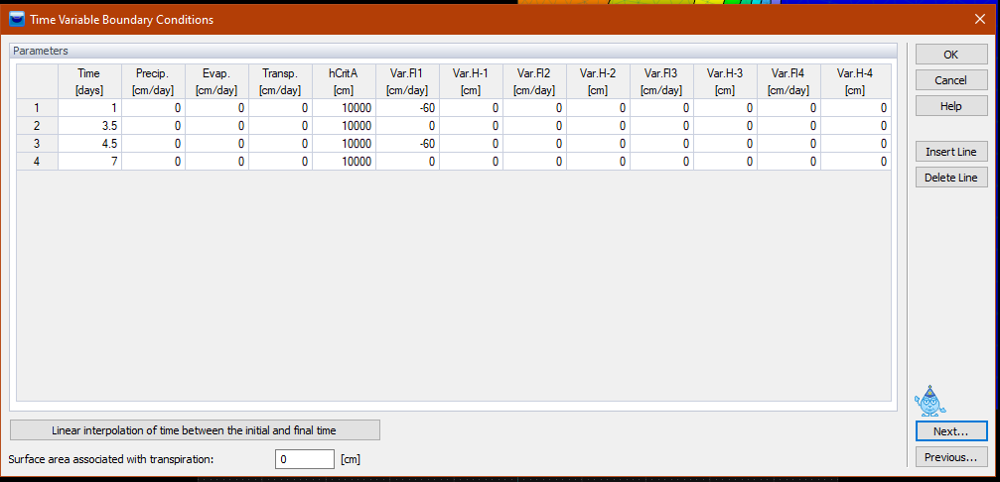 Time Variable Boundary Conditions
Parameters
Time Precip. Evap. Transp. hCritA Var.Fl1 Var.H-1 Var.Fl2 Var.H-2 Var.Fl3 Var.H-3 Var.Fl4 Var.H-4
[days] [cm/day] [cm/day] [cm/day] [cm] [cm/day] [cm] [cm/day] [cm] [cm/day] [cm] [cm/day] [cm]
1 1 0 0 0 10000 -60 0 0 0 0 0 0 0
2 3.5 0 0 0 10000 0 0 0 0 0 0 0 0
3 4.5 0 0 0 10000 -60 0 0 0 0 0 0 0
4 7 0 0 0 10000 0 0 0 0 0 0 0 0
OK
Cancel
Help
Insert Line
Delete Line
Next...
Previous...
Linear interpolation of time between the initial and final time
Surface area associated with transpiration: 0 [cm]